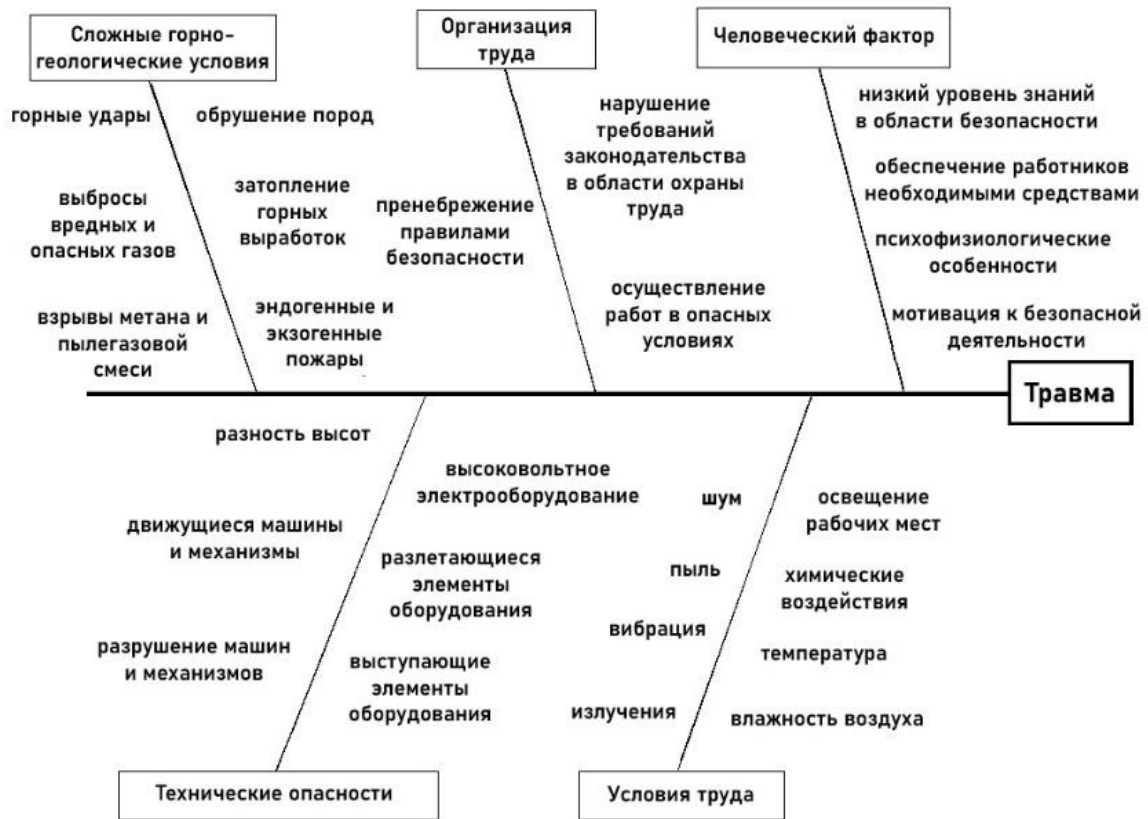 Сложные горно-
геологические условия
Организация
труда
Человеческий фактор
горные удары
обрушение пород
выбросы
вредных и
опасных газов
затопление
горных
выработок
взрывы метана и
пылегазовой
смеси
эндогенные и
экзогенные
пожары
пренебрежение
правилами
безопасности
нарушение
требований
законодательства
в области охраны
труда
осуществление
работ в опасных
условиях
низкий уровень знаний
в области безопасности
обеспечение работников
необходимыми средствами
психофизиологические
особенности
мотивация к безопасной
деятельности
Травма
разность высот
движущиеся машины
и механизмы
разрушение машин
и механизмов
высоковольтное
электрооборудование
разлетающиеся
элементы
оборудования
выступающие
элементы
оборудования
шум
пыль
вибрация
излучения
освещение
рабочих мест
химические
воздействия
температура
влажность воздуха
Технические опасности
Условия труда